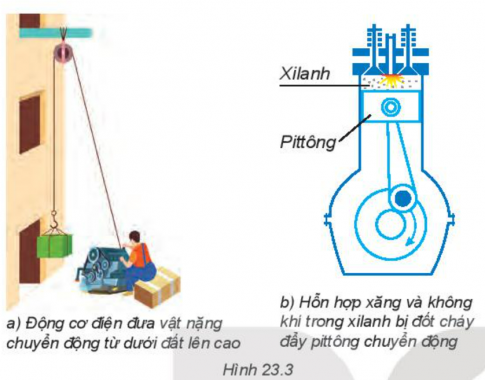 Xilanh
Pittông
a) Động cơ điện đưa vật nặng
chuyển động từ dưới đất lên cao
b) Hỗn hợp xăng và không
khi trong xilanh bị đốt cháy
đẩy pittông chuyển động
Hình 23.3